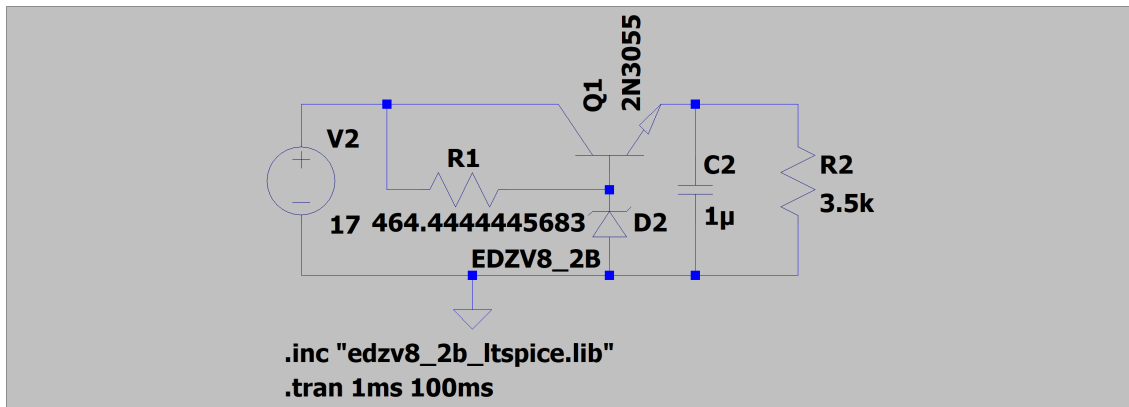 Q1
2N3055
V2
17
R1
464.4444445683
D2
EDZV8_2B
C2
1µ
R2
3.5k
.inc "edzv8_2b_ltspice.lib"
.tran 1ms 100ms